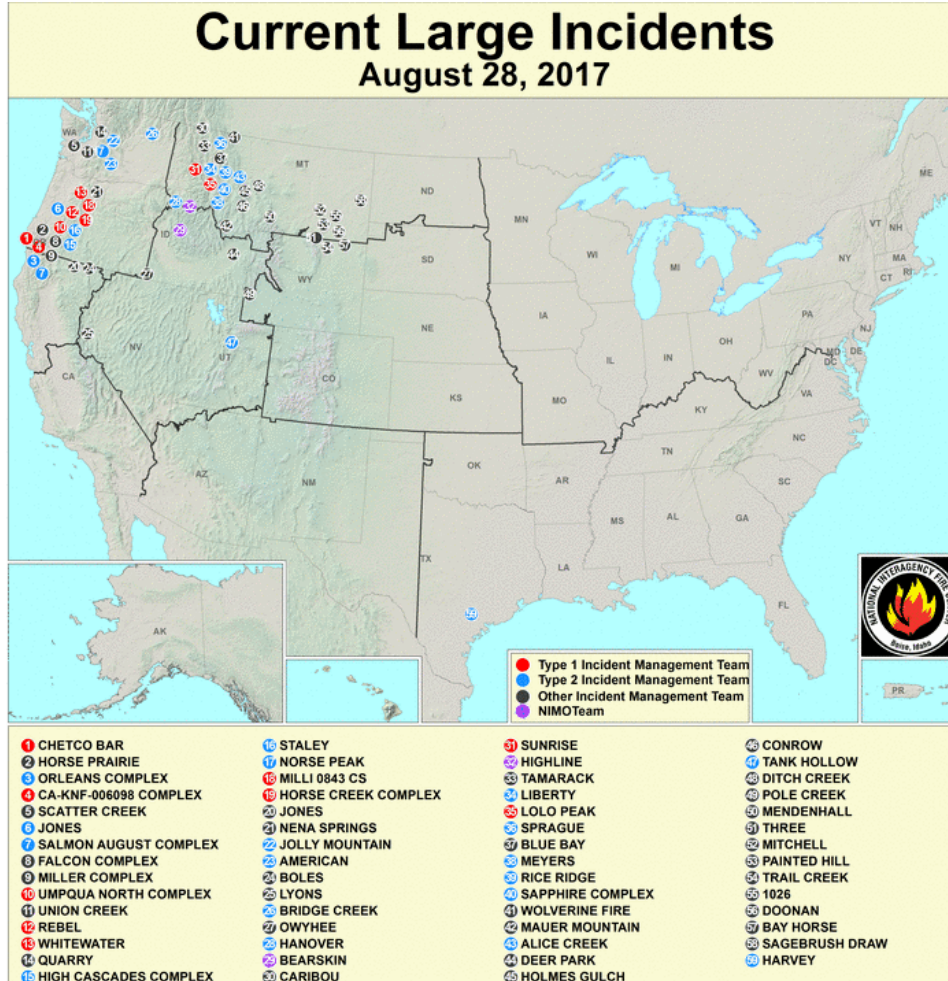 Current Large Incidents
August 28, 2017
WA
MT
ND
MN
ME
VT
NH
ID
SD
WI
MI
NY
MA
CT
RI
WY
IA
PA
NJ
NE
NV
UT
IL
IN
OH
MD
DE
DC
CA
CO
WV
VA
KS
MO
KY
NC
AZ
NM
OK
TN
AR
SC
MS
AL
GA
TX
LA
FL
AK
PR
NATIONAL INTERAGENCY FIRE
Boise, Idaho
Type 1 Incident Management Team
Type 2 Incident Management Team
Other Incident Management Team
NIMOTeam
1 CHETCO BAR
2 HORSE PRAIRIE
3 ORLEANS COMPLEX
4 CA-KNF-006098 COMPLEX
5 SCATTER CREEK
6 JONES
7 SALMON AUGUST COMPLEX
8 FALCON COMPLEX
9 MILLER COMPLEX
10 UMPQUA NORTH COMPLEX
11 UNION CREEK
12 REBEL
13 WHITEWATER
14 QUARRY
15 HIGH CASCADES COMPLEX
16 STALEY
17 NORSE PEAK
18 MILLI 0843 CS
19 HORSE CREEK COMPLEX
20 JONES
21 NENA SPRINGS
22 JOLLY MOUNTAIN
23 AMERICAN
24 BOLES
25 LYONS
26 BRIDGE CREEK
27 OWYHEE
28 HANOVER
29 BEARSKIN
30 CARIBOU
31 SUNRISE
32 HIGHLINE
33 TAMARACK
34 LIBERTY
35 LOLO PEAK
36 SPRAGUE
37 BLUE BAY
38 MEYERS
39 RICE RIDGE
40 SAPPHIRE COMPLEX
41 WOLVERINE FIRE
42 MAUER MOUNTAIN
43 ALICE CREEK
44 DEER PARK
45 HOLMES GULCH
46 CONROW
47 TANK HOLLOW
48 DITCH CREEK
49 POLE CREEK
50 MENDENHALL
51 THREE
52 MITCHELL
53 PAINTED HILL
54 TRAIL CREEK
55 1026
56 DOONAN
57 BAY HORSE
58 SAGEBRUSH DRAW
59 HARVEY